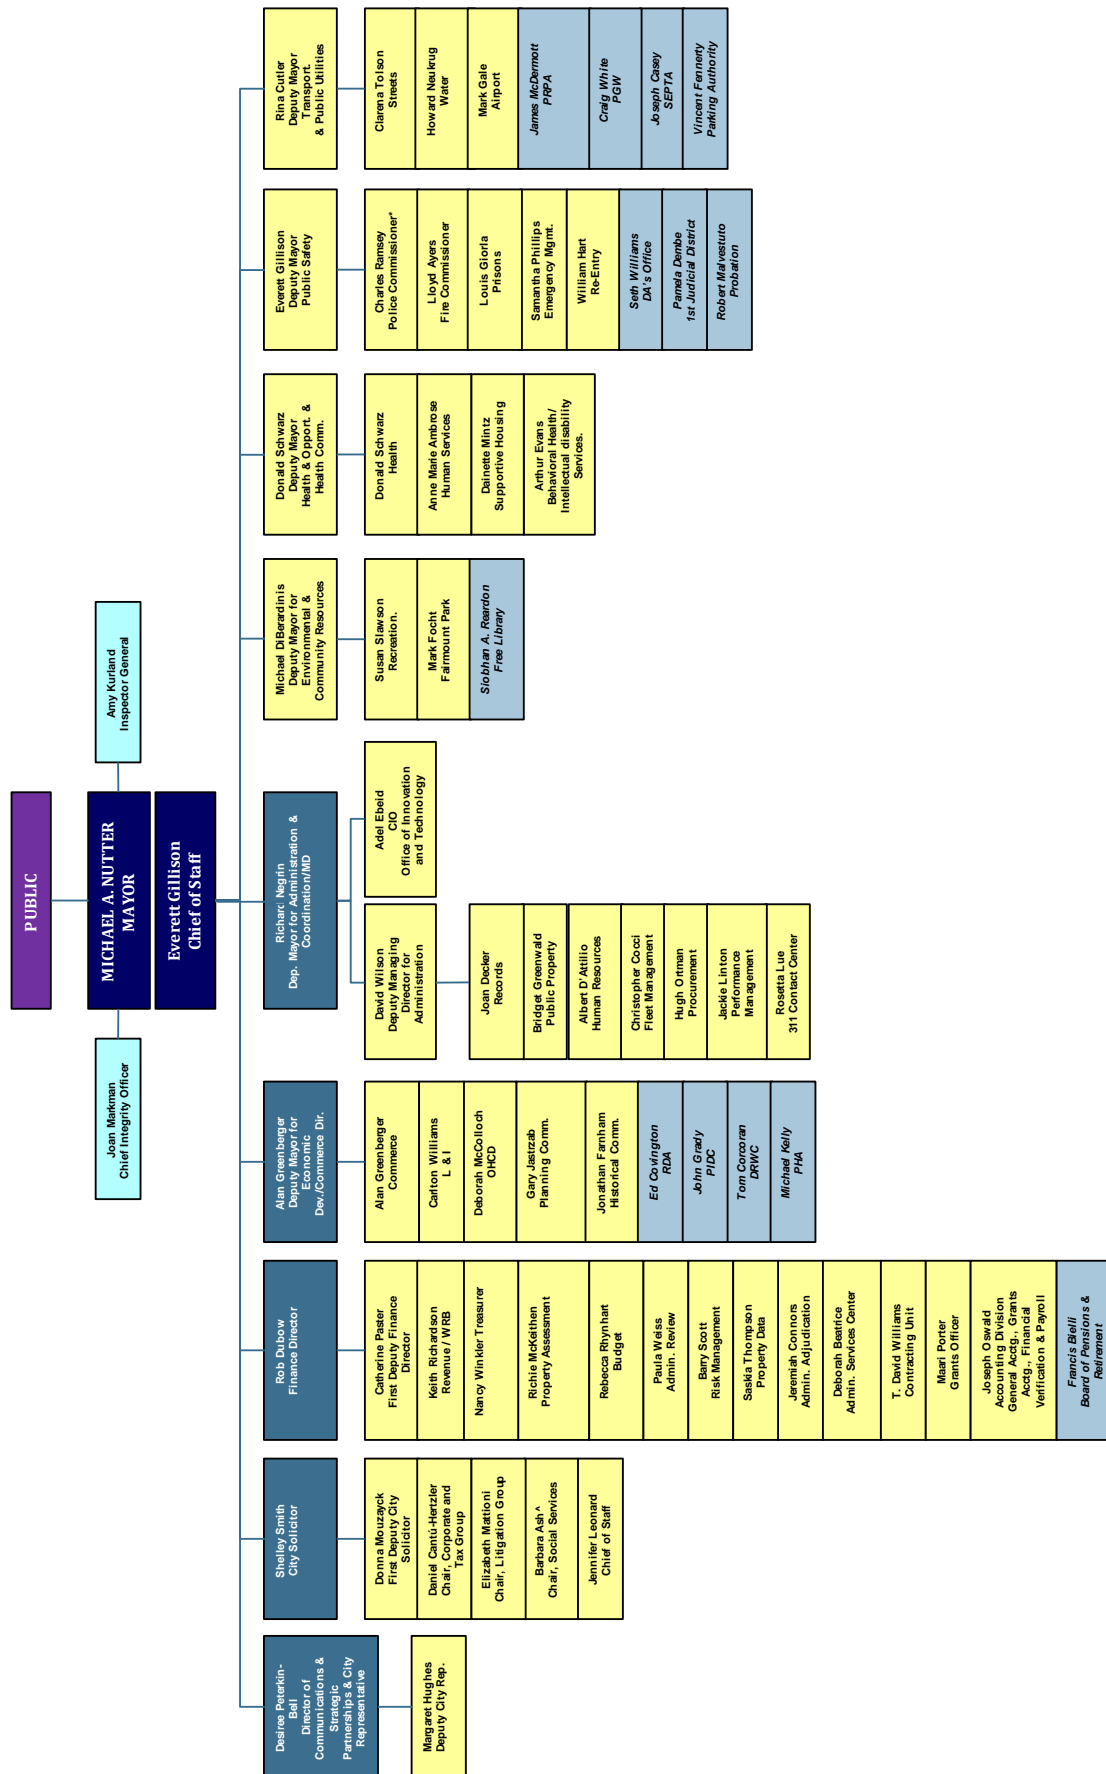 PUBLIC
MICHAEL A. NUTTER
MAYOR
Everett Gillison
Chief of Staff
Joan Markman
Chief Integrity Officer
Amy Kurland
Inspector General
Desiree Peterkin-
Bell
Director of
Communications &
Strategic
Partnerships & City
Representative
Margaret Hughes
Deputy City Rep.
Shelley Smith
City Solicitor
Donna Mouzayck
First Deputy City
Solicitor
Daniel Cantú-Hertzler
Chair, Corporate and
Tax Group
Elizabeth Mattioni
Chair, Litigation Group
Barbara Ash^
Chair, Social Services
Jennifer Leonard
Chief of Staff
Rob Dubow
Finance Director
Catherine Paster
First Deputy Finance
Director
Keith Richardson
Revenue / WRB
Nancy Winkler Treasurer
Richie McKeithen
Property Assessment
Rebecca Rhynhart
Budget
Paula Weiss
Admin. Review
Barry Scott
Risk Management
Saskia Thompson
Property Data
Jeremiah Connors
Admin. Adjudication
Deborah Beatrice
Admin. Services Center
T. David Williams
Contracting Unit
Maari Porter
Grants Officer
Joseph Oswald
Accounting Division
General Acctg., Grants
Acctg., Financial
Verification & Payroll
Francis Bielli
Board of Pensions &
Retirement
Alan Greenberger
Deputy Mayor for
Economic
Dev./Commerce Dir.
Alan Greenberger
Commerce
Carlton Williams
L & I
Deborah McColloch
OHCD
Gary Jastrzab
Planning Comm.
Jonathan Farnham
Historical Comm.
Ed Covington
RDA
John Grady
PIDC
Tom Corcoran
DRWC
Michael Kelly
PHA
Richard Negrin
Dep. Mayor for Administration &
Coordination/MD
David Wilson
Deputy Managing
Director for
Administration
Joan Decker
Records
Bridget Greenwald
Public Property
Albert D'Attilio
Human Resources
Christopher Cocci
Fleet Management
Hugh Ortman
Procurement
Jackie Linton
Performance
Management
Rosetta Lue
311 Contact Center
Adel Ebeid
CIO
Office of Innovation
and Technology
Michael DiBerardinis
Deputy Mayor for
Environmental &
Community Resources
Susan Slawson
Recreation.
Mark Focht
Fairmount Park
Siobhan A. Reardon
Free Library
Donald Schwarz
Deputy Mayor
Health & Opport. &
Health Comm.
Donald Schwarz
Health
Anne Marie Ambrose
Human Services
Dainette Mintz
Supportive Housing
Arthur Evans
Behavioral Health/
Intellectual disability
Services.
Everett Gillison
Deputy Mayor
Public Safety
Charles Ramsey
Police Commissioner*
Lloyd Ayers
Fire Commissioner
Louis Giorla
Prisons
Samantha Phillips
Emergency Mgmt.
William Hart
Re-Entry
Seth Williams
DA's Office
Pamela Dembe
1st Judicial District
Robert Malvestuto
Probation
Rina Cutler
Deputy Mayor
Transport.
& Public Utilities
Clarena Tolson
Streets
Howard Neukrug
Water
Mark Gale
Airport
James McDermott
PRPA
Craig White
PGW
Joseph Casey
SEPTA
Vincent Fennerty
Parking Authority